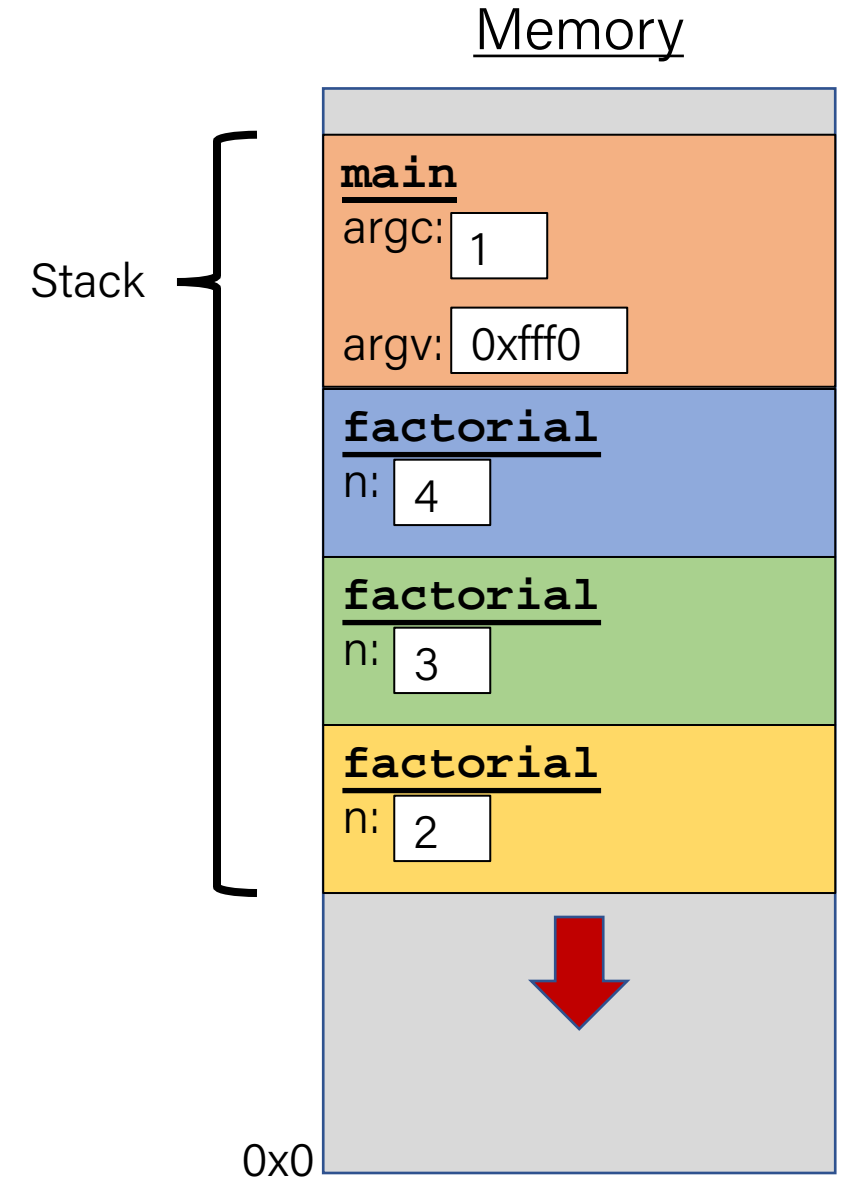 Memory
main
argc: 1
Stack
argv: 0xfff0
factorial
n: 4
factorial
n: 3
factorial
n: 2
0x0